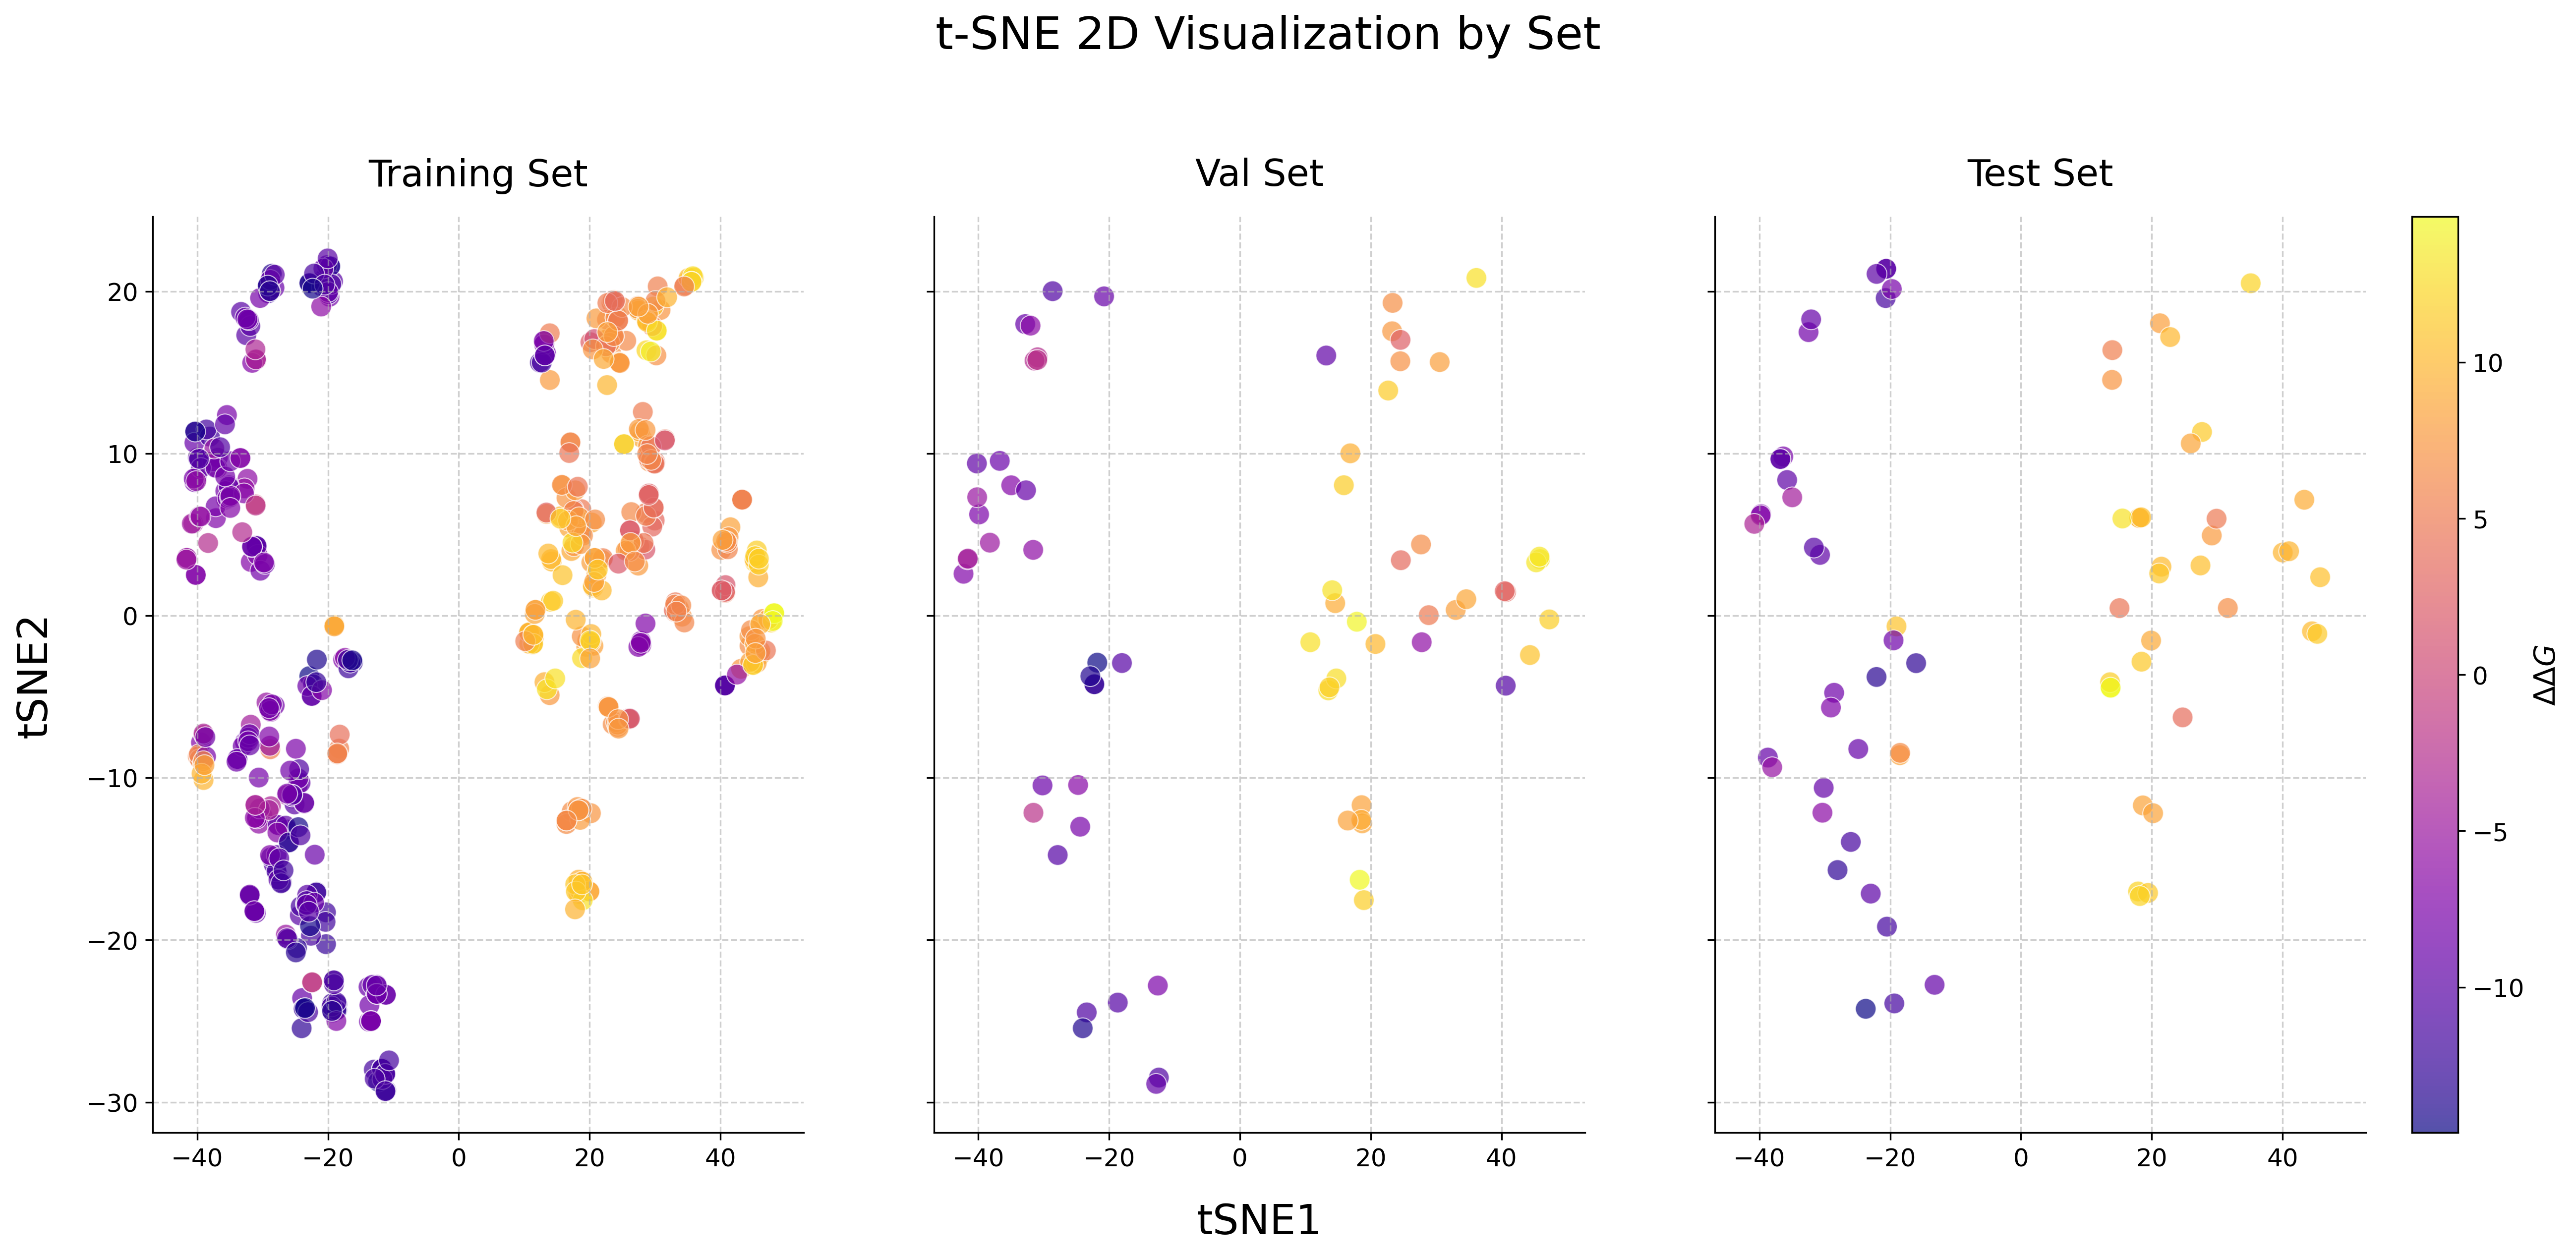 t-SNE 2D Visualization by Set
Training Set
Val Set
Test Set
tSNE2
20
10
0
−10
−20
−30
−40 −20 0 20 40
−40 −20 0 20 40
−40 −20 0 20 40
tSNE1
10
5
0
−5
−10
ΔΔG